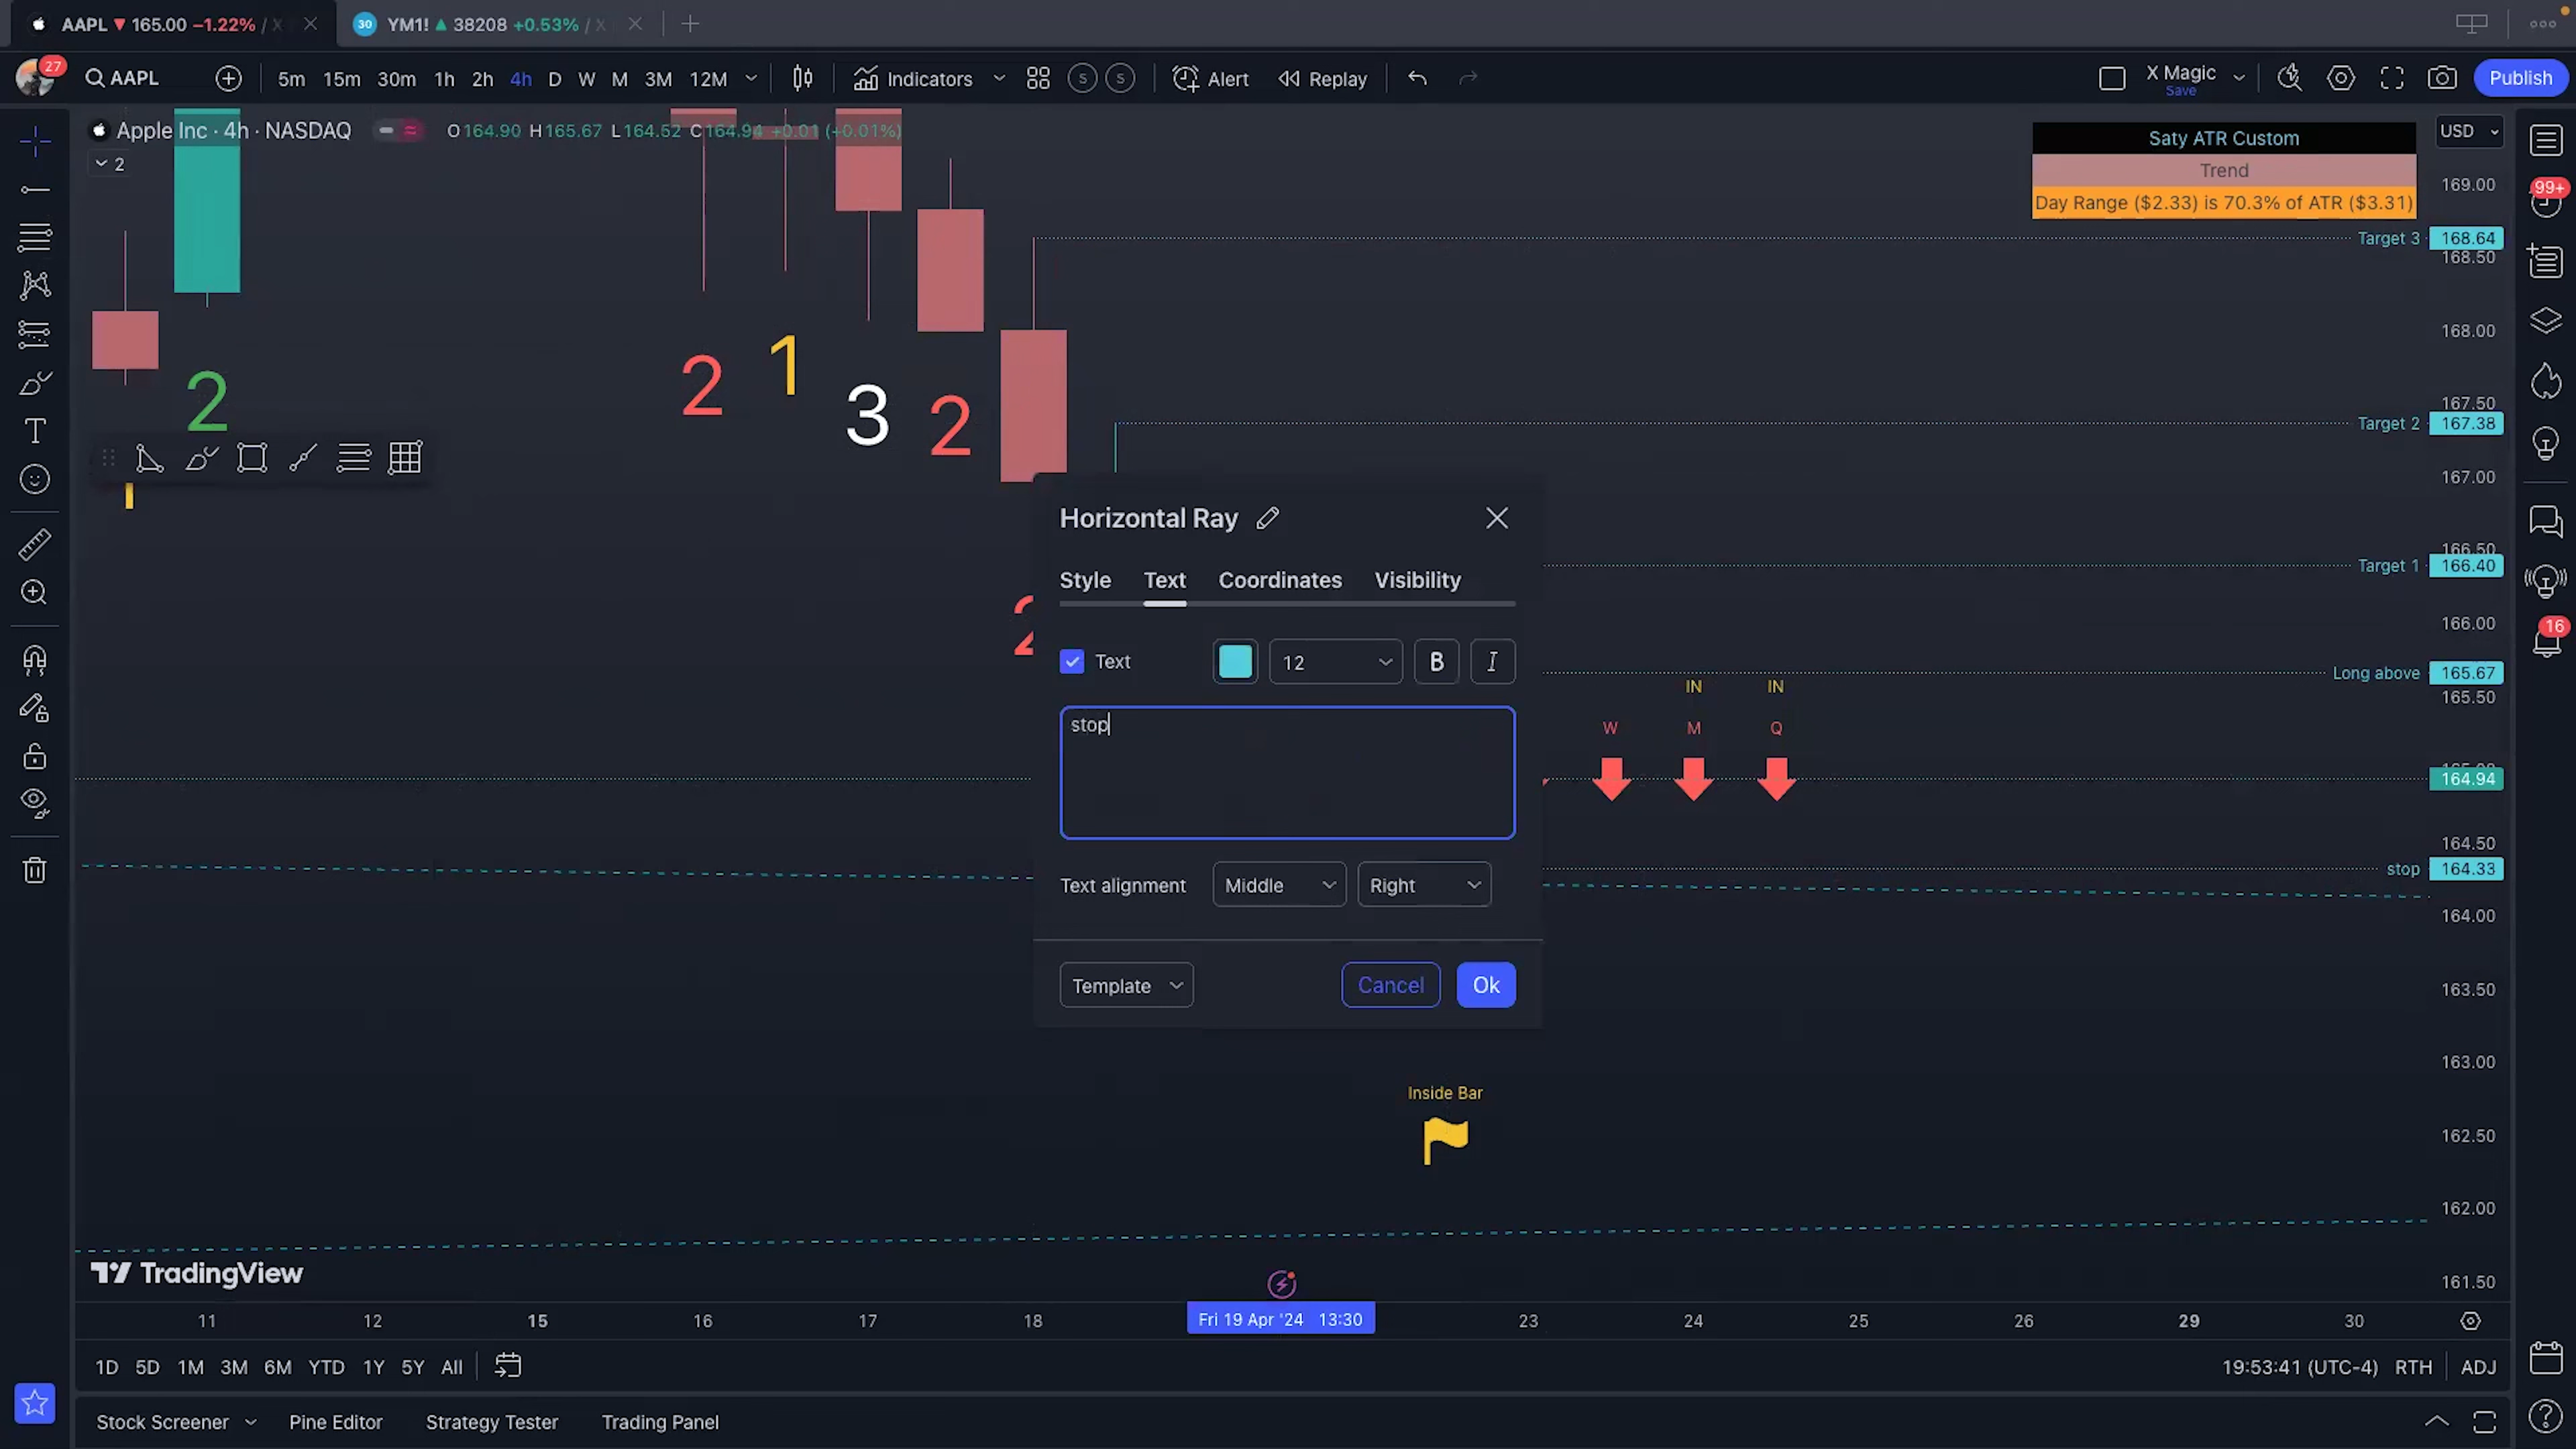 AAPL 165.00 −1.22% / X
30 YM1! 38208 +0.53% / X
27
AAPL 5m 15m 30m 1h 2h 4h D W M 3M 12M Indicators S S Alert Replay X Magic Save Publish
Apple Inc · 4h · NASDAQ O164.90 H165.67 L164.52 C164.94 +0.01 (+0.01%)
2
Saty ATR Custom
Trend
Day Range ($2.33) is 70.3% of ATR ($3.31)
USD
169.00
99+
Target 3 168.64
168.50
168.00
2
2
1
3
2
167.50
Target 2 167.38
167.00
Horizontal Ray
Style Text Coordinates Visibility
166.50
Target 1 166.40
166.00
16
2
Text 12 B I
Long above 165.67
165.50
IN IN
W M Q
stop
164.94
164.50
stop 164.33
Text alignment Middle Right
164.00
Template Cancel Ok
163.50
163.00
Inside Bar
162.50
162.00
TradingView
161.50
11 12 15 16 17 18 Fri 19 Apr '24 13:30 23 24 25 26 29 30
1D 5D 1M 3M 6M YTD 1Y 5Y All 19:53:41 (UTC-4) RTH ADJ
Stock Screener Pine Editor Strategy Tester Trading Panel